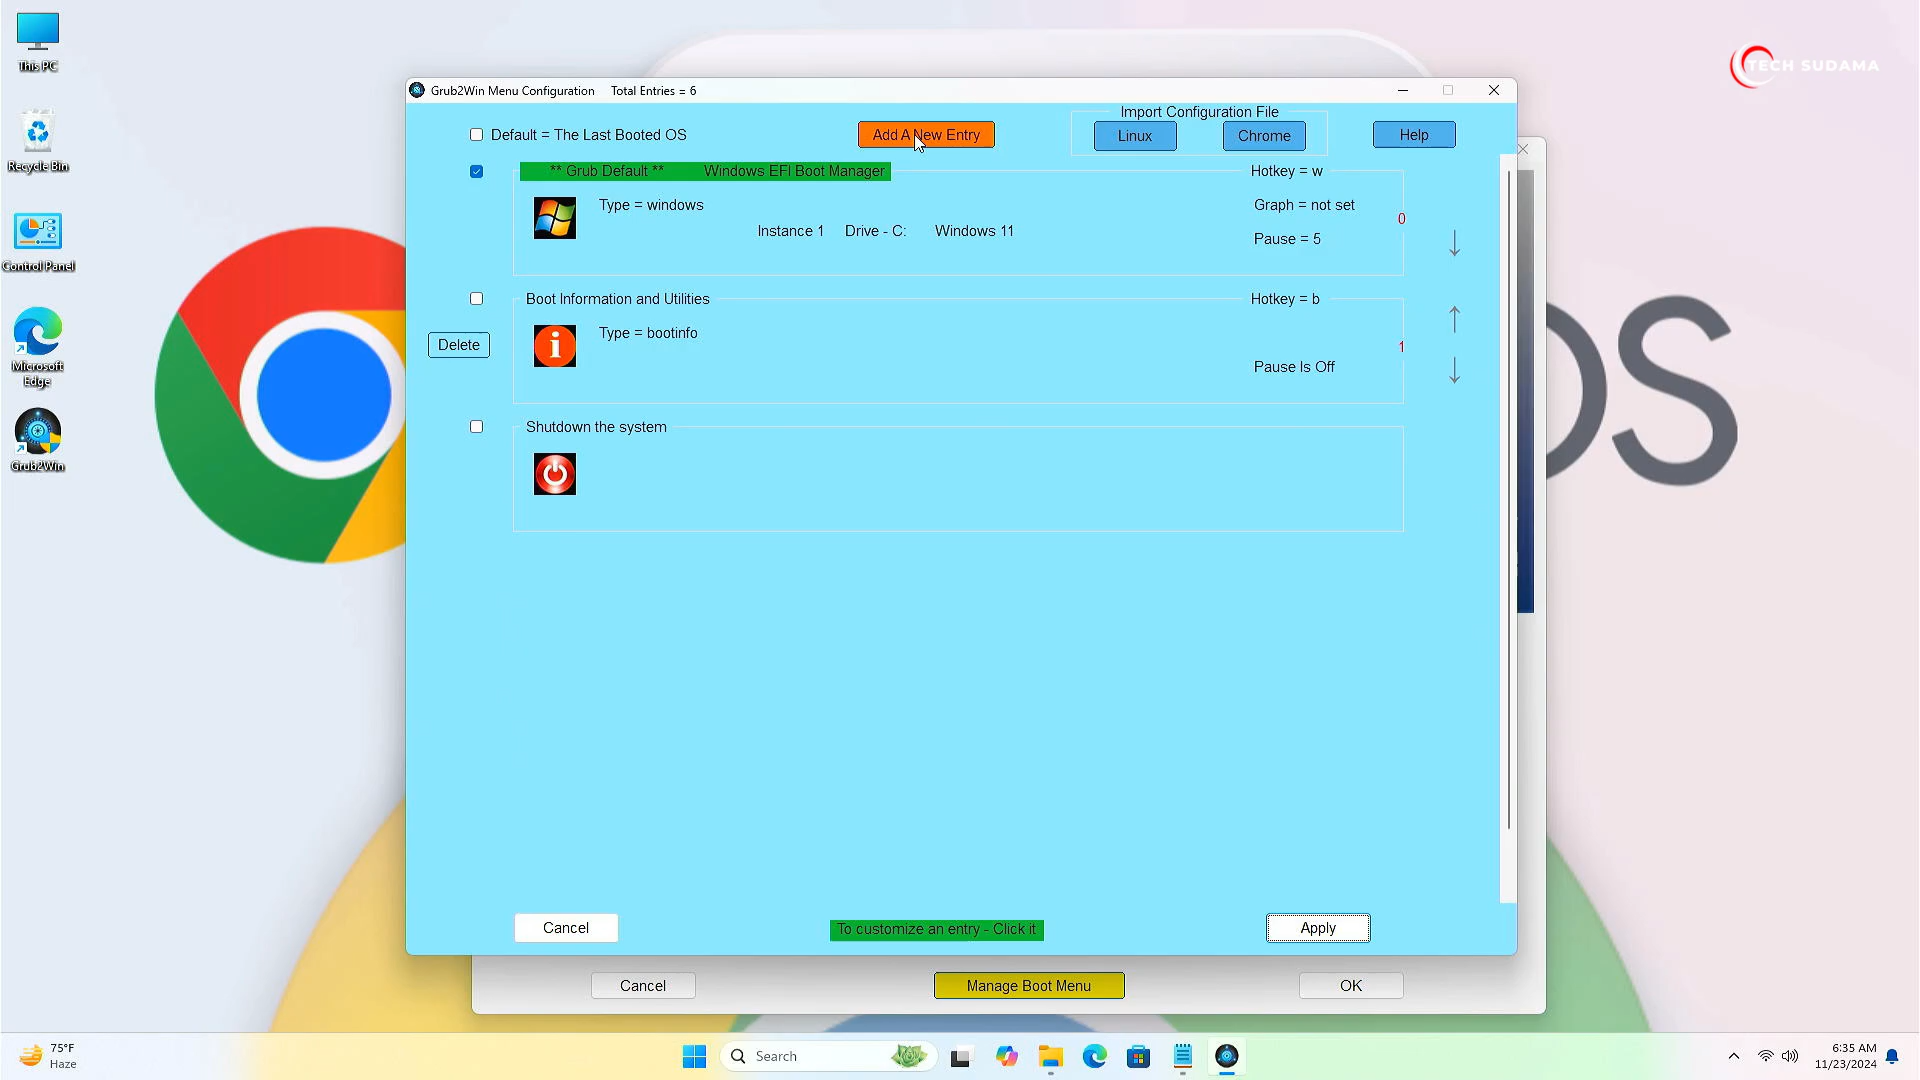 This PC
Recycle Bin
Control Panel
Microsoft
Edge
Grub2Win
TECH SUDAMA
Grub2Win Menu Configuration Total Entries = 6
Default = The Last Booted OS
Add A New Entry
Import Configuration File
Linux
Chrome
Help
** Grub Default ** Windows EFI Boot Manager
Hotkey = w
Type = windows
Graph = not set
0
Instance 1 Drive - C: Windows 11
Pause = 5
Boot Information and Utilities
Hotkey = b
Type = bootinfo
Delete
1
Pause Is Off
Shutdown the system
OS
Cancel
To customize an entry - Click it
Apply
Cancel
Manage Boot Menu
OK
75°F
Haze
Search
6:35 AM
11/23/2024